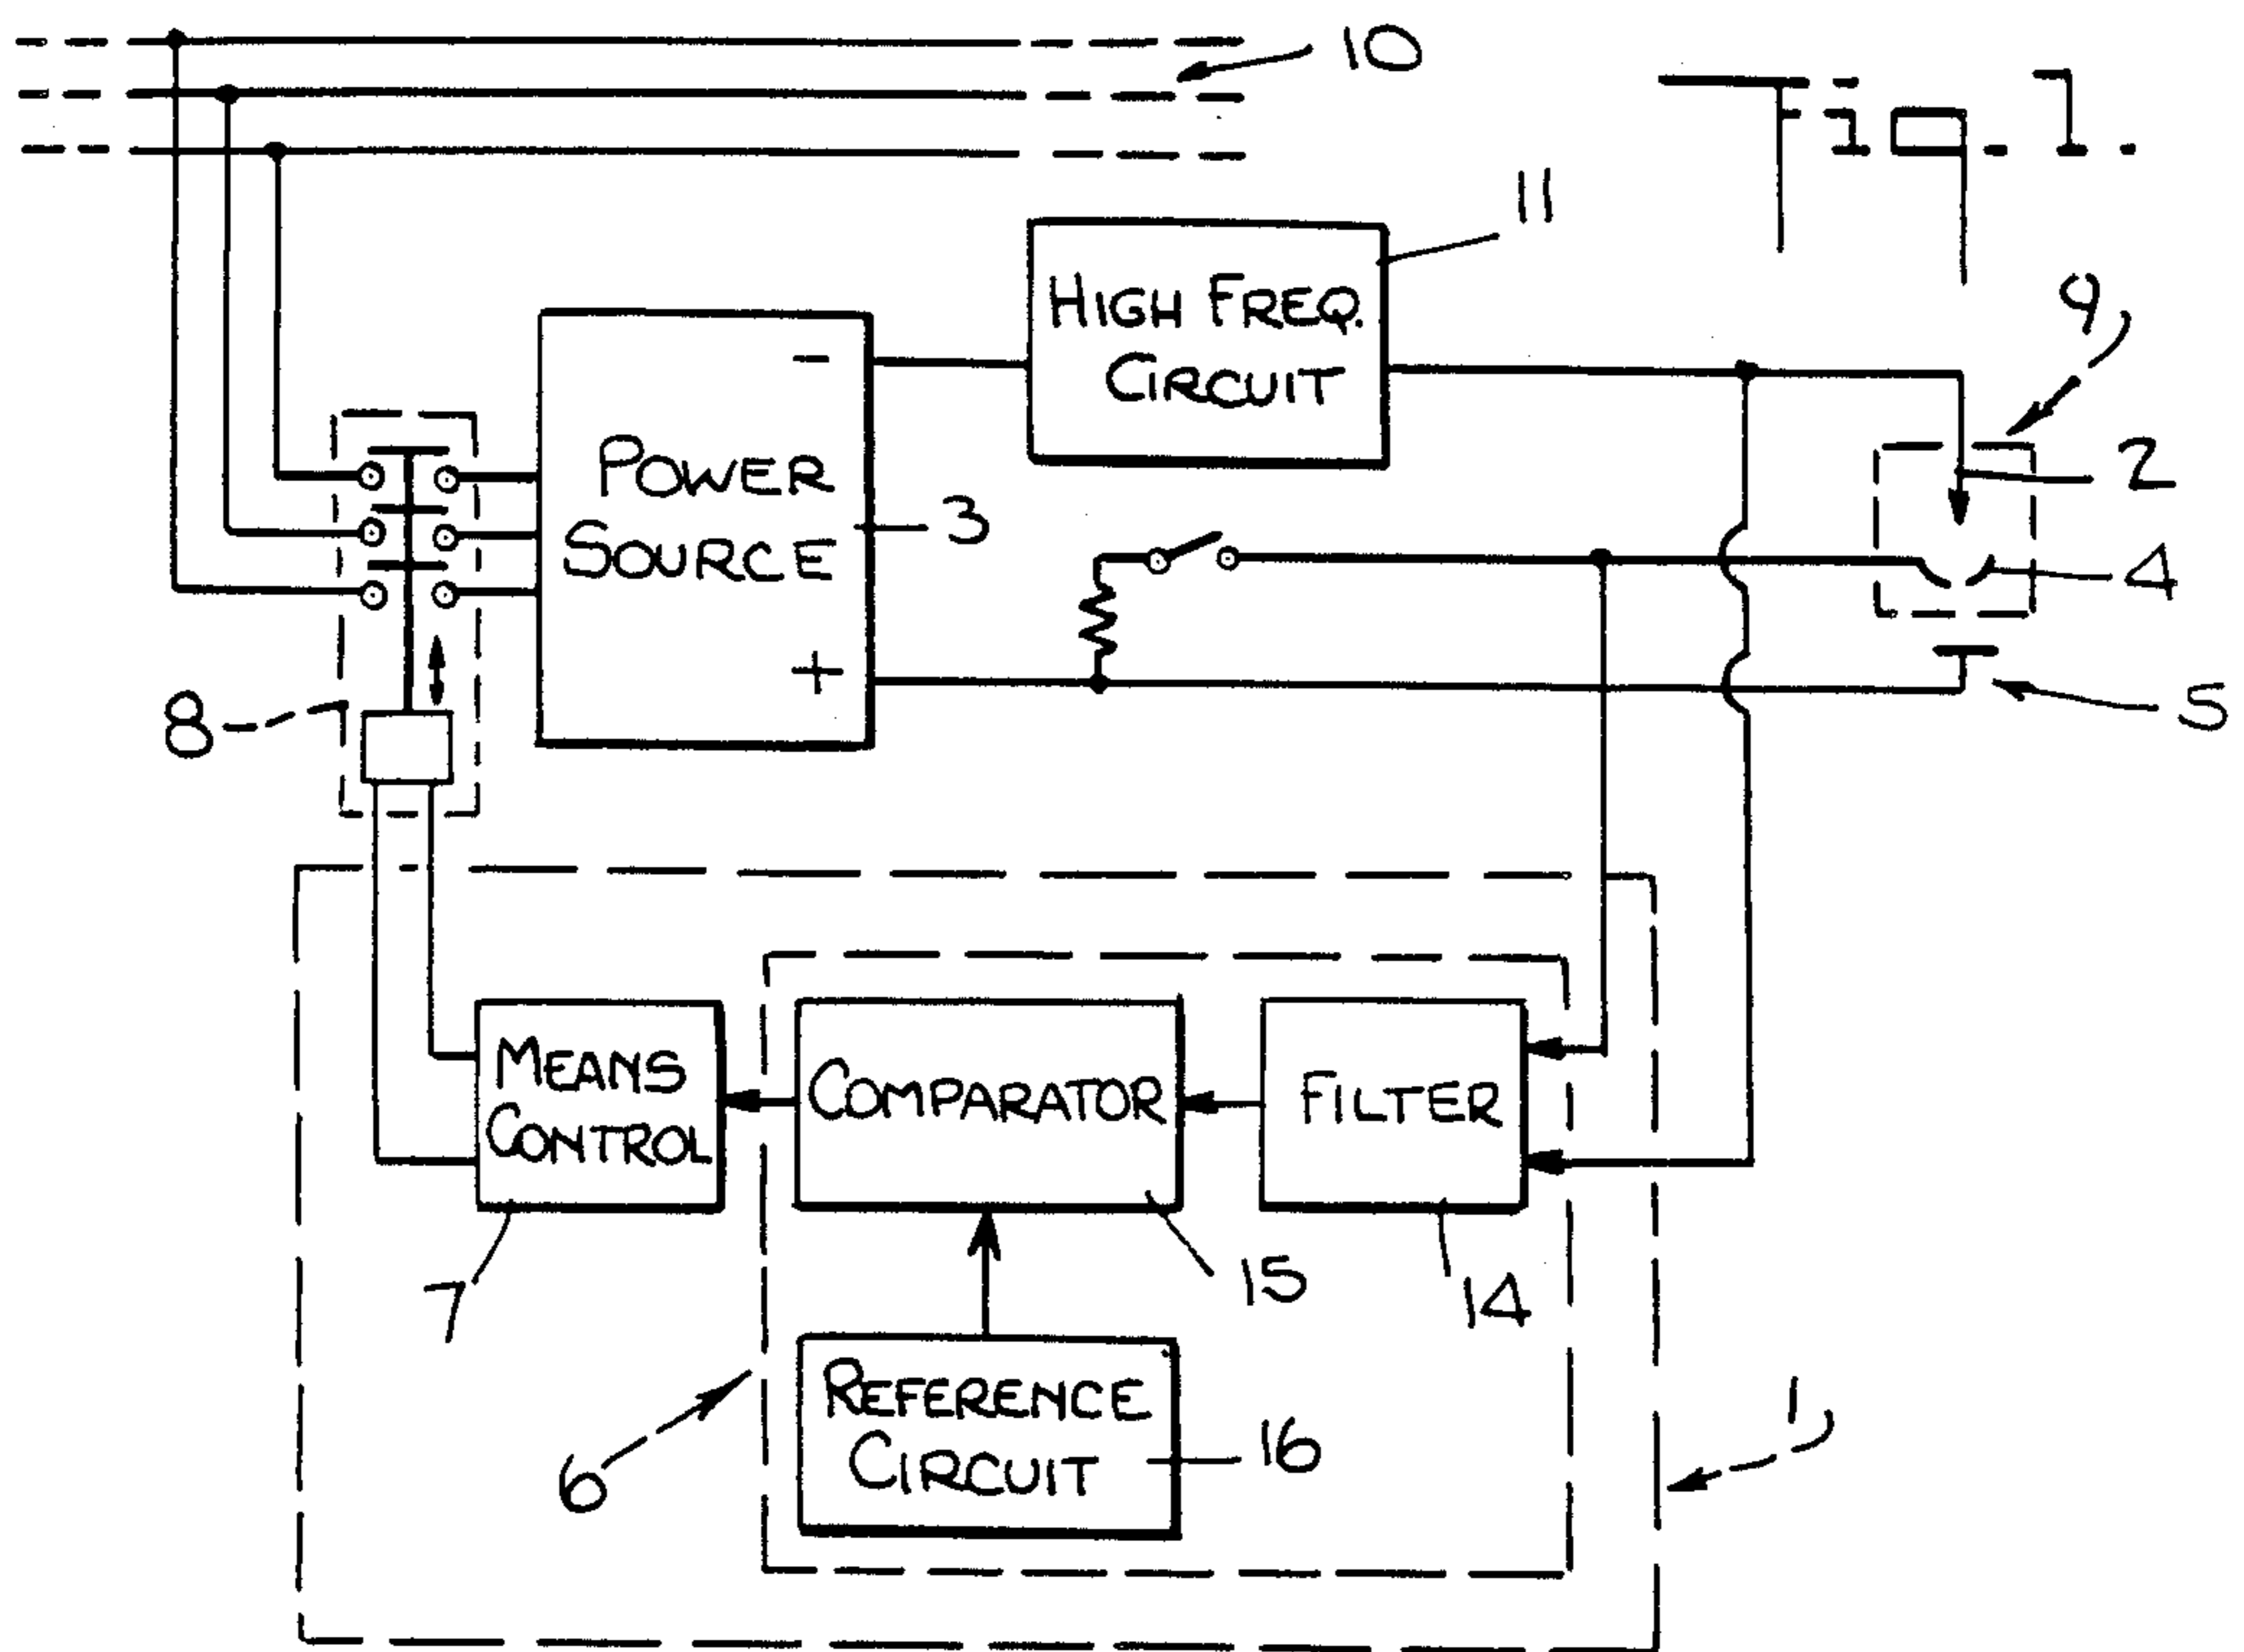 10
Fig. 1.
11
HIGH FREQ.
CIRCUIT
9
-
2
POWER
SOURCE
3
4
+
5
8
MEANS
CONTROL
COMPARATOR
FILTER
7
15
14
REFERENCE
CIRCUIT
16
6
1